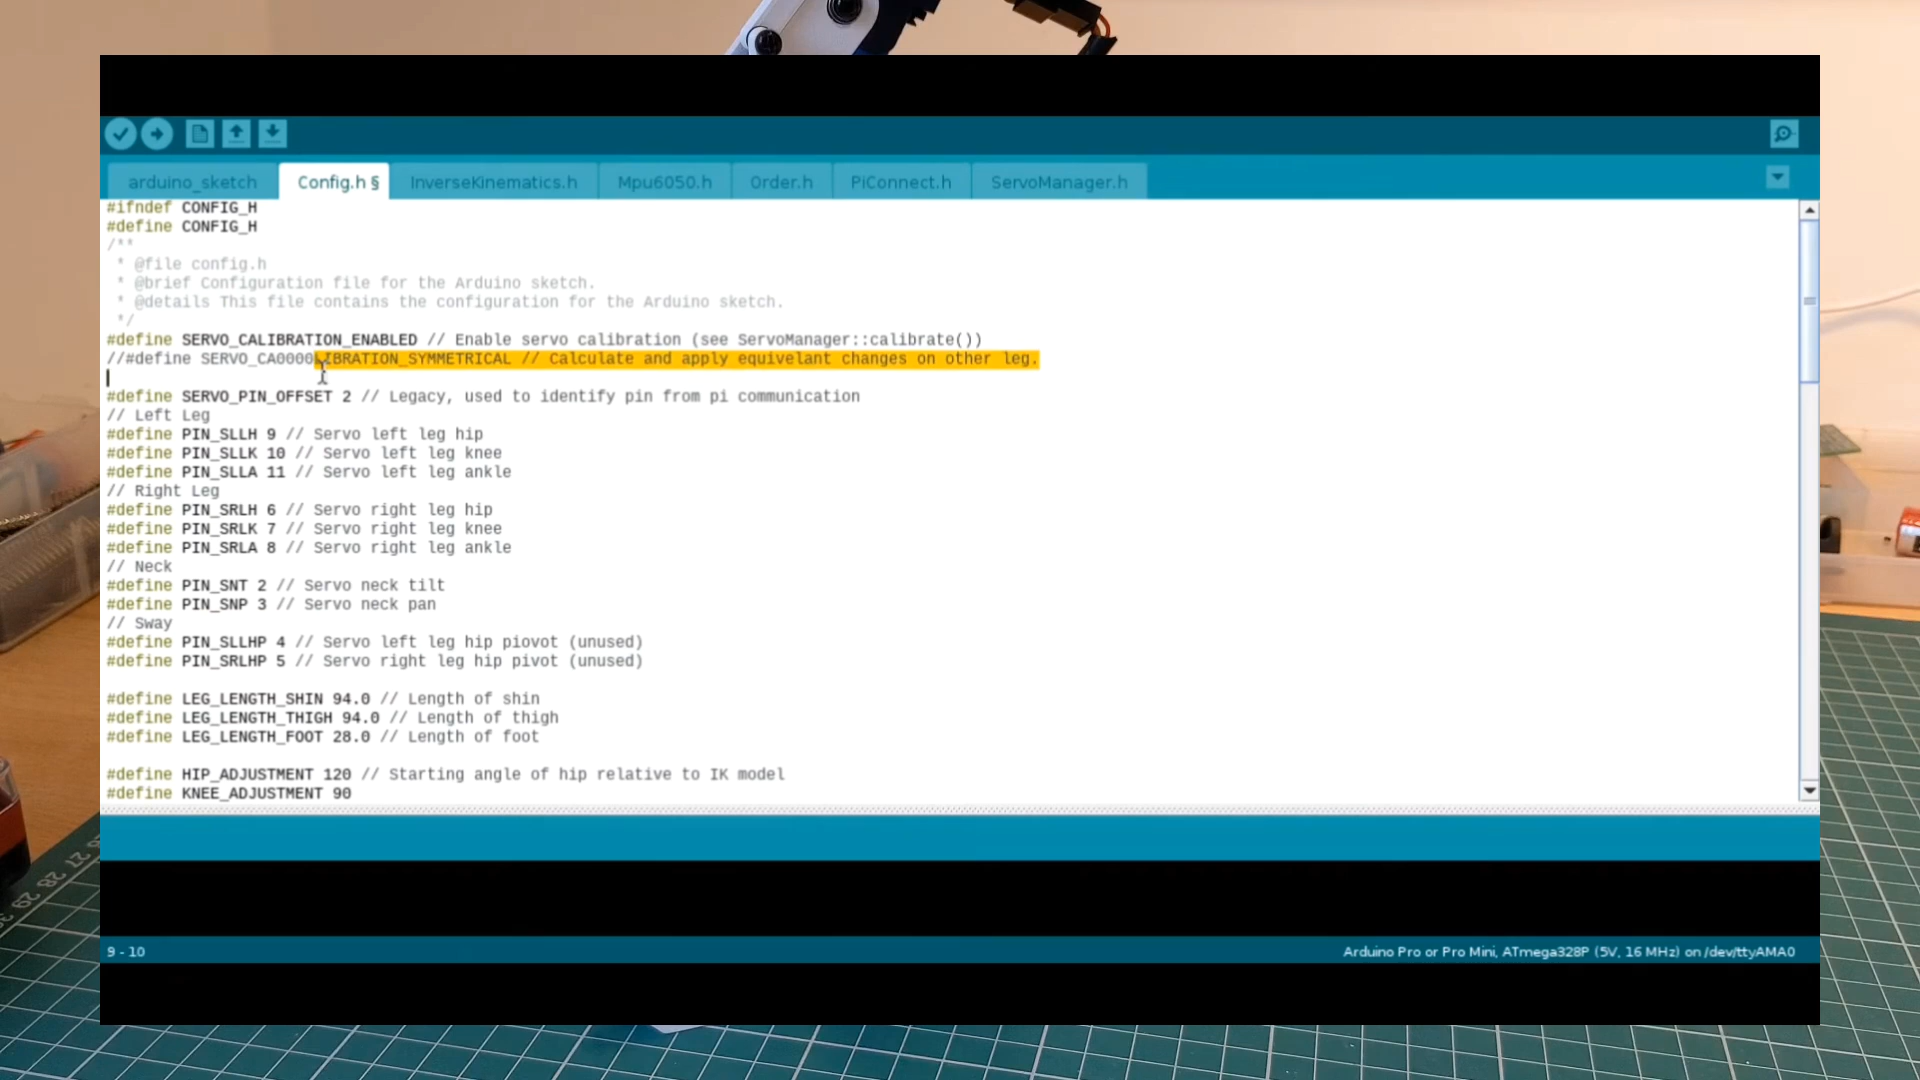 arduino_sketch
Config.h §
InverseKinematics.h
Mpu6050.h
Order.h
PiConnect.h
ServoManager.h
#ifndef CONFIG_H
#define CONFIG_H
/**
 * @file config.h
 * @brief Configuration file for the Arduino sketch.
 * @details This file contains the configuration for the Arduino sketch.
 */
#define SERVO_CALIBRATION_ENABLED // Enable servo calibration (see ServoManager::calibrate())
//#define SERVO_CA0000LIBRATION_SYMMETRICAL // Calculate and apply equivelant changes on other leg.
#define SERVO_PIN_OFFSET 2 // Legacy, used to identify pin from pi communication
// Left Leg
#define PIN_SLLH 9 // Servo left leg hip
#define PIN_SLLK 10 // Servo left leg knee
#define PIN_SLLA 11 // Servo left leg ankle
// Right Leg
#define PIN_SRLH 6 // Servo right leg hip
#define PIN_SRLK 7 // Servo right leg knee
#define PIN_SRLA 8 // Servo right leg ankle
// Neck
#define PIN_SNT 2 // Servo neck tilt
#define PIN_SNP 3 // Servo neck pan
// Sway
#define PIN_SLLHP 4 // Servo left leg hip piovot (unused)
#define PIN_SRLHP 5 // Servo right leg hip pivot (unused)
#define LEG_LENGTH_SHIN 94.0 // Length of shin
#define LEG_LENGTH_THIGH 94.0 // Length of thigh
#define LEG_LENGTH_FOOT 28.0 // Length of foot
#define HIP_ADJUSTMENT 120 // Starting angle of hip relative to IK model
#define KNEE_ADJUSTMENT 90
9 - 10
Arduino Pro or Pro Mini, ATmega328P (5V, 16 MHz) on /dev/ttyAMA0
27
28
29